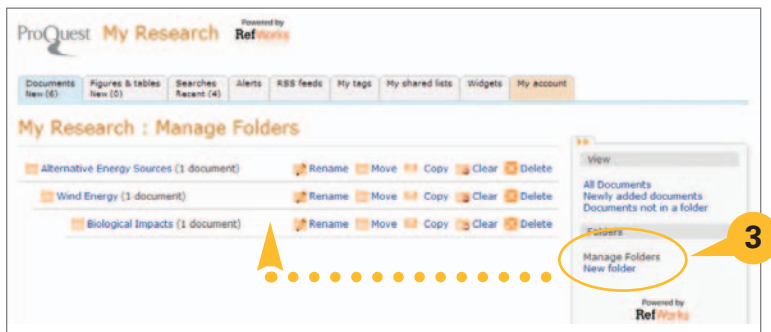 ProQuest My Research Powered by RefWorks
Documents Figures & tables Searches Alerts RSS feeds My tags My shared lists Widgets My account
New (6) New (0) Recent (4)
My Research : Manage Folders
Alternative Energy Sources (1 document) Rename Move Copy Clear Delete
Wind Energy (1 document) Rename Move Copy Clear Delete
Biological Impacts (1 document) Rename Move Copy Clear Delete
View
All Documents
Newly added documents
Documents not in a folder
Folders
Manage Folders
New folder
3
Powered by
RefWorks